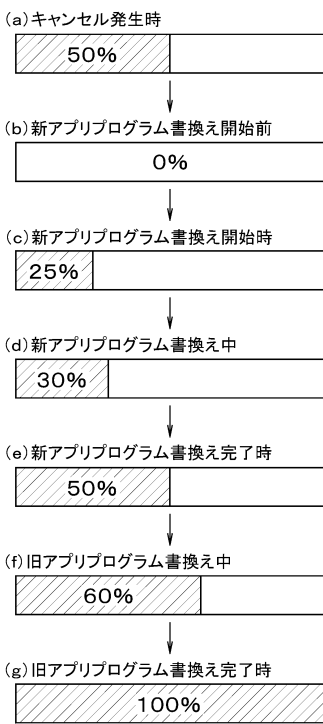 (a)キャンセル発生時
50%
(b)新アプリプログラム書換え開始前
0%
(c)新アプリプログラム書換え開始時
25%
(d)新アプリプログラム書換え中
30%
(e)新アプリプログラム書換え完了時
50%
(f)旧アプリプログラム書換え中
60%
(g)旧アプリプログラム書換え完了時
100%